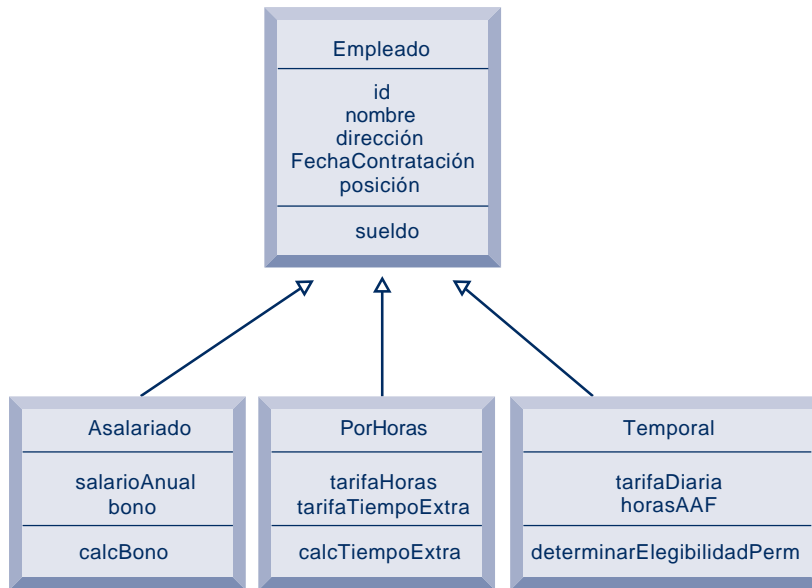 Empleado
id
nombre
dirección
FechaContratación
posición
sueldo
Asalariado
salarioAnual
bono
calcBono
PorHoras
tarifaHoras
tarifaTiempoExtra
calcTiempoExtra
Temporal
tarifaDiaria
horasAAF
determinarElegibilidadPerm